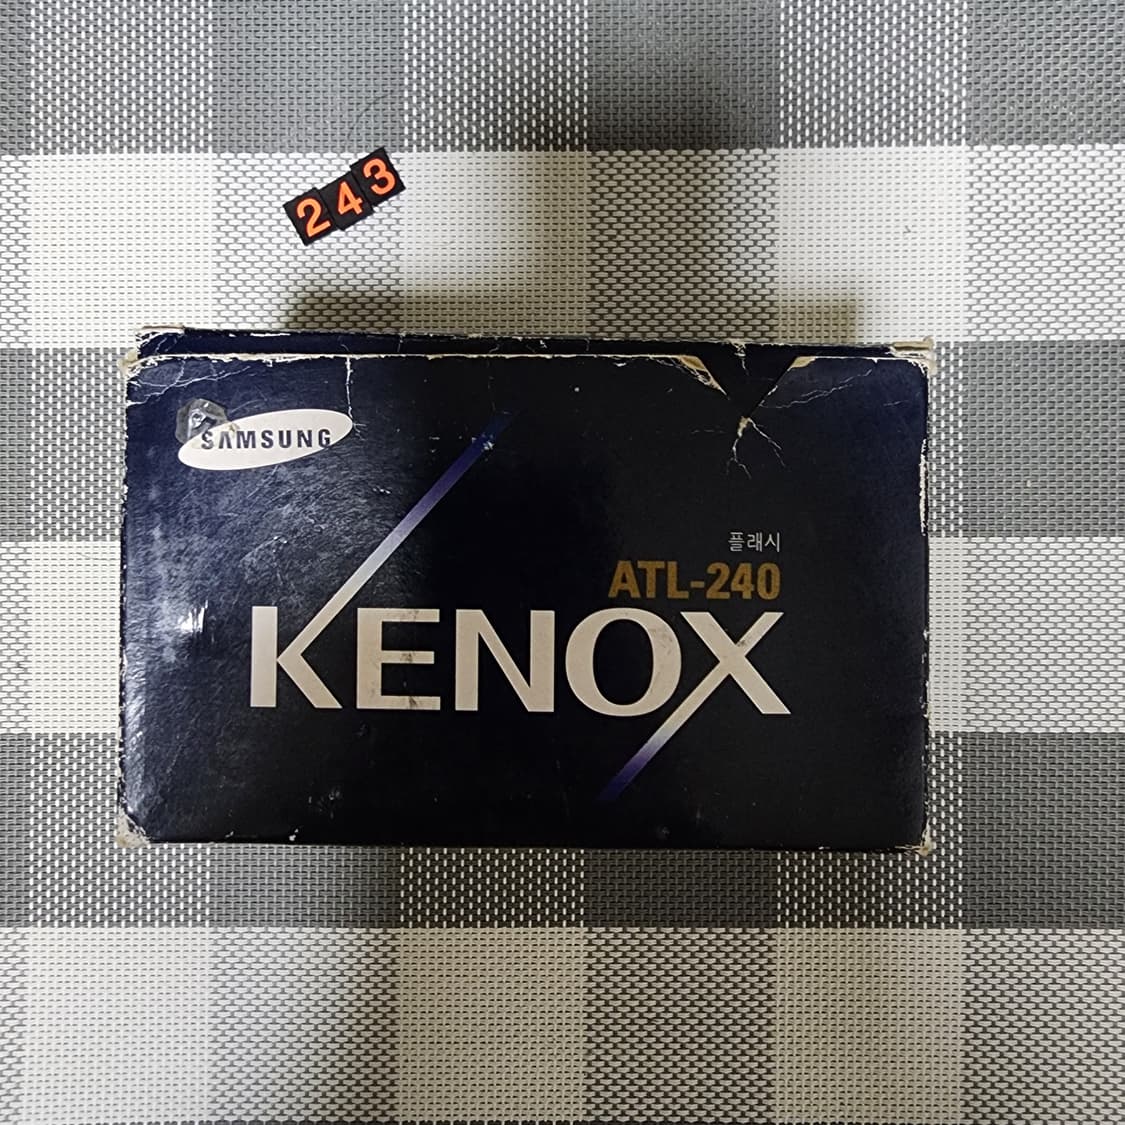 243
SAMSUNG
플래시
ATL-240
KENOX